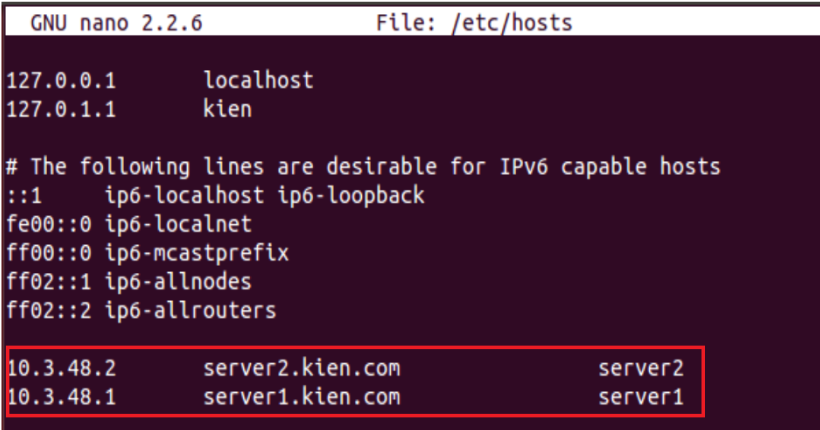 GNU nano 2.2.6 File: /etc/hosts
127.0.0.1 localhost
127.0.1.1 kien
# The following lines are desirable for IPv6 capable hosts
::1 ip6-localhost ip6-loopback
fe00::0 ip6-localnet
ff00::0 ip6-mcastprefix
ff02::1 ip6-allnodes
ff02::2 ip6-allrouters
10.3.48.2 server2.kien.com server2
10.3.48.1 server1.kien.com server1